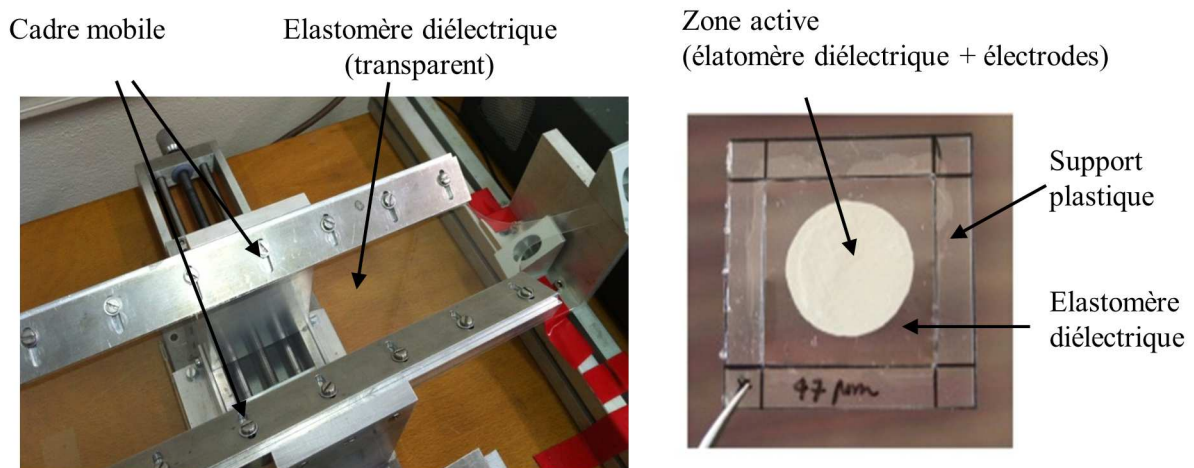 Cadre mobile
Elastomère diélectrique
(transparent)
Zone active
(élatomère diélectrique + électrodes)
Support
plastique
Elastomère
diélectrique
47 µm